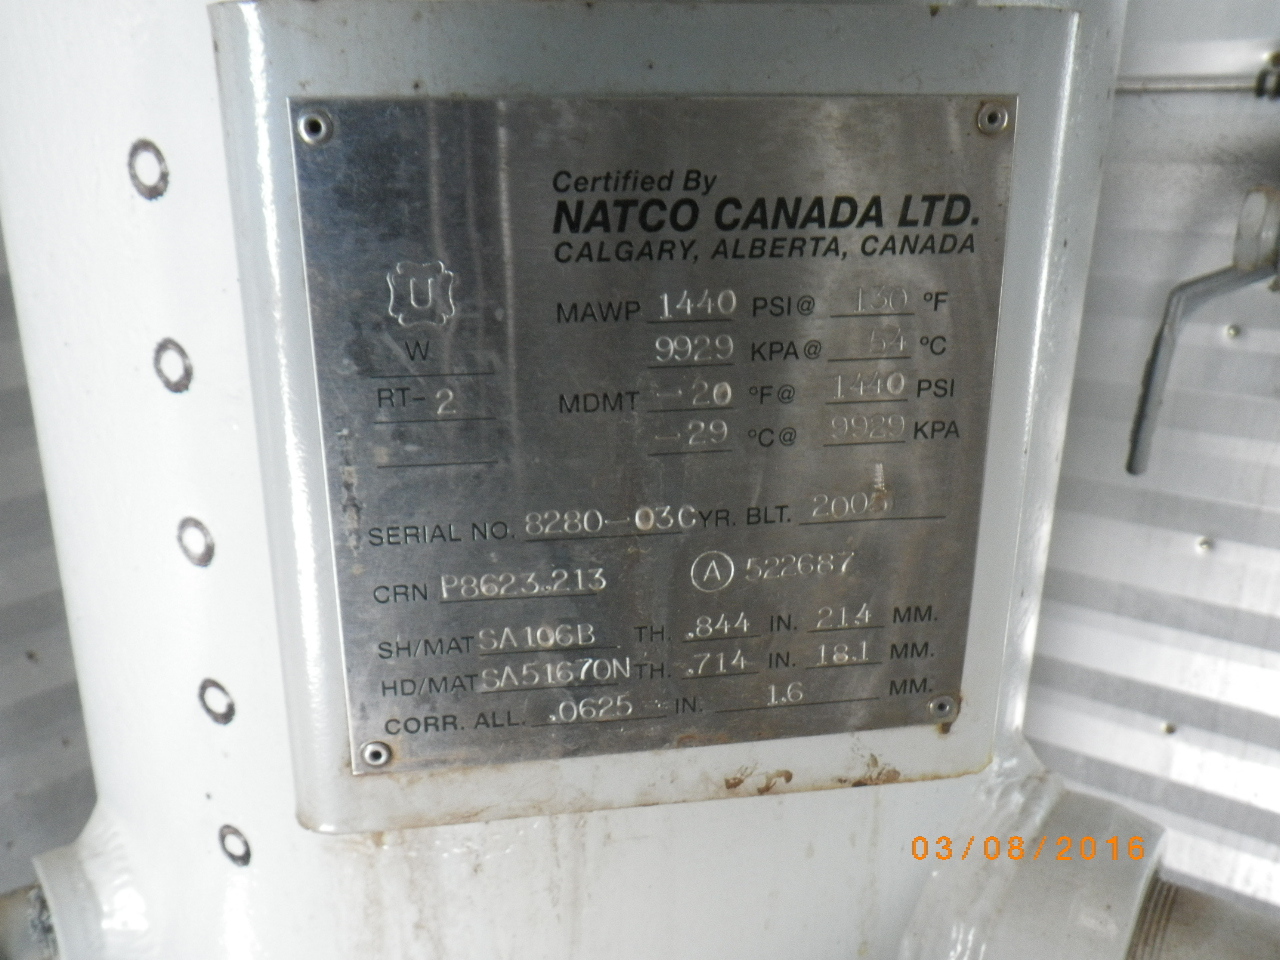 Certified By
NATCO CANADA LTD.
CALGARY, ALBERTA, CANADA
U
W
RT-2
MAWP 1440 PSI@ 130 °F
9929 KPA@ 54 °C
MDMT -20 °F@ 1440 PSI
-29 °C@ 9929 KPA
SERIAL NO. 8280-03C YR. BLT. 2005
CRN P8623.213 A 522687
SH/MAT SA106B TH. .844 IN. 21.4 MM.
HD/MAT SA51670N TH. .714 IN. 18.1 MM.
CORR. ALL. .0625 IN. 1.6 MM.
03/08/2016